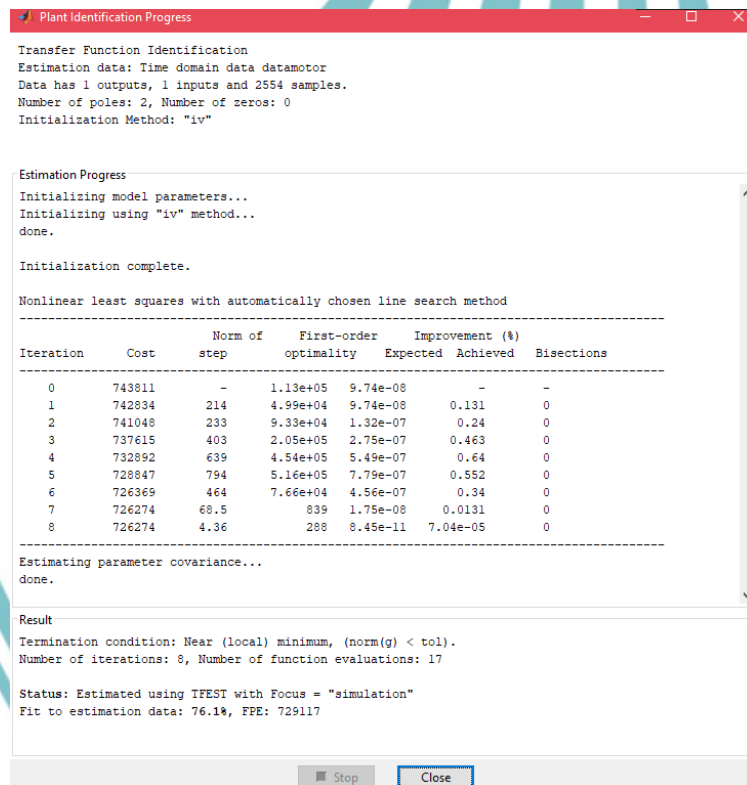 Plant Identification Progress
Transfer Function Identification
Estimation data: Time domain data datamotor
Data has 1 outputs, 1 inputs and 2554 samples.
Number of poles: 2, Number of zeros: 0
Initialization Method: "iv"
Estimation Progress
Initializing model parameters...
Initializing using "iv" method...
done.
Initialization complete.
Nonlinear least squares with automatically chosen line search method
------------------------------------------------------------------------------------------
Norm of First-order Improvement (%)
Iteration Cost step optimality Expected Achieved Bisections
------------------------------------------------------------------------------------------
0 743811 - 1.13e+05 9.74e-08 - -
1 742834 214 4.99e+04 9.74e-08 0.131 0
2 741048 233 9.33e+04 1.32e-07 0.24 0
3 737615 403 2.05e+05 2.75e-07 0.463 0
4 732892 639 4.54e+05 5.49e-07 0.64 0
5 728847 794 5.16e+05 7.79e-07 0.552 0
6 726369 464 7.66e+04 4.56e-07 0.34 0
7 726274 68.5 839 1.75e-08 0.0131 0
8 726274 4.36 288 8.45e-11 7.04e-05 0
------------------------------------------------------------------------------------------
Estimating parameter covariance...
done.
Result
Termination condition: Near (local) minimum, (norm(g) < tol).
Number of iterations: 8, Number of function evaluations: 17
Status: Estimated using TFEST with Focus = "simulation"
Fit to estimation data: 76.1%, FPE: 729117
Stop Close